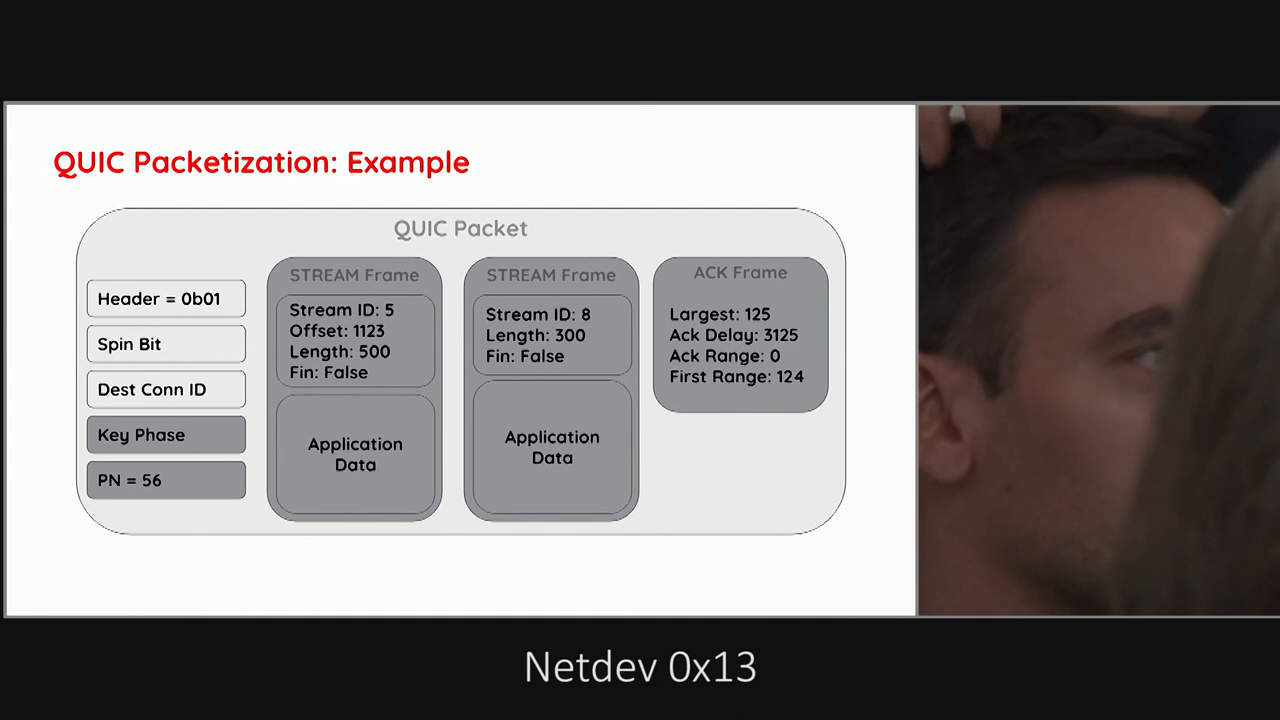 QUIC Packetization: Example
QUIC Packet
Header = 0b01
Spin Bit
Dest Conn ID
Key Phase
PN = 56
STREAM Frame
Stream ID: 5
Offset: 1123
Length: 500
Fin: False
Application
Data
STREAM Frame
Stream ID: 8
Length: 300
Fin: False
Application
Data
ACK Frame
Largest: 125
Ack Delay: 3125
Ack Range: 0
First Range: 124
Netdev 0x13